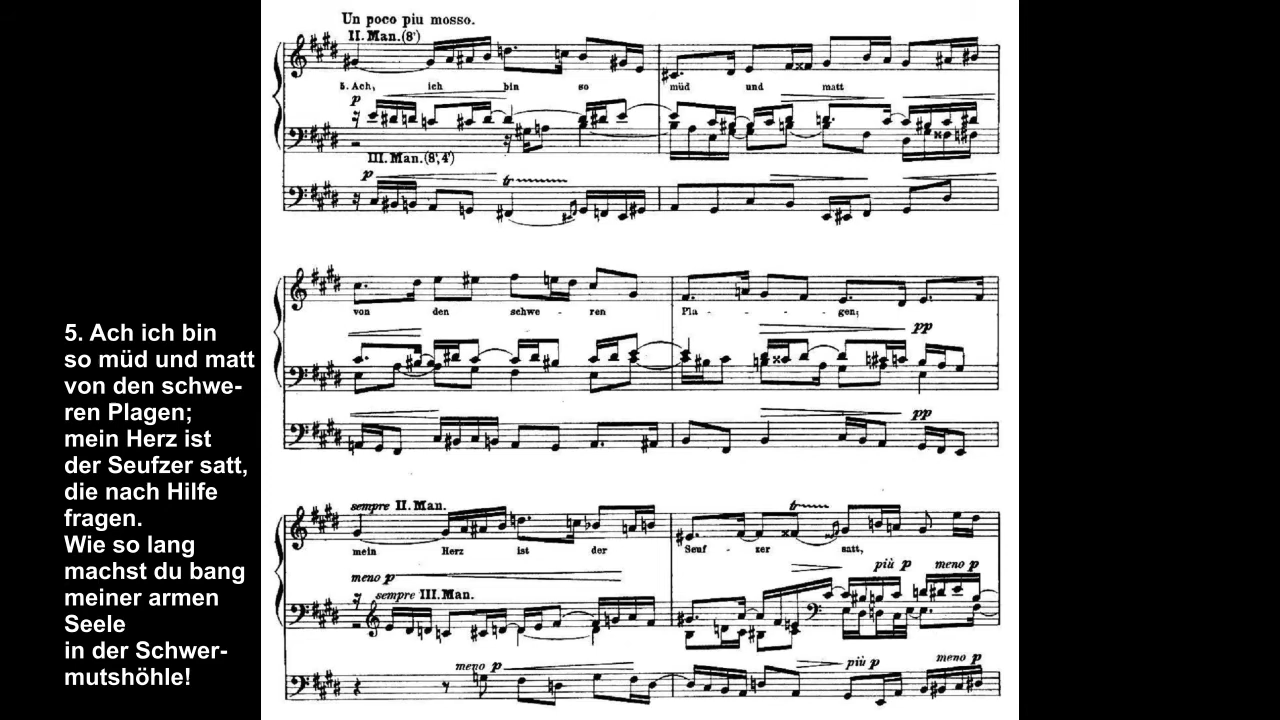 Un poco piu mosso.
II. Man.(8')
5. Ach, ich bin so müd und matt
p
III. Man.(8', 4')
p
tr
von den schwe - ren Pla - - - gen;
pp
pp
sempre II. Man.
mein Herz ist der Seuf - zer satt,
tr
meno p
sempre III. Man.
più p meno p
meno p
più p meno p
5. Ach ich bin
so müd und matt
von den schwe-
ren Plagen;
mein Herz ist
der Seufzer satt,
die nach Hilfe
fragen.
Wie so lang
machst du bang
meiner armen
Seele
in der Schwer-
mutshöhle!